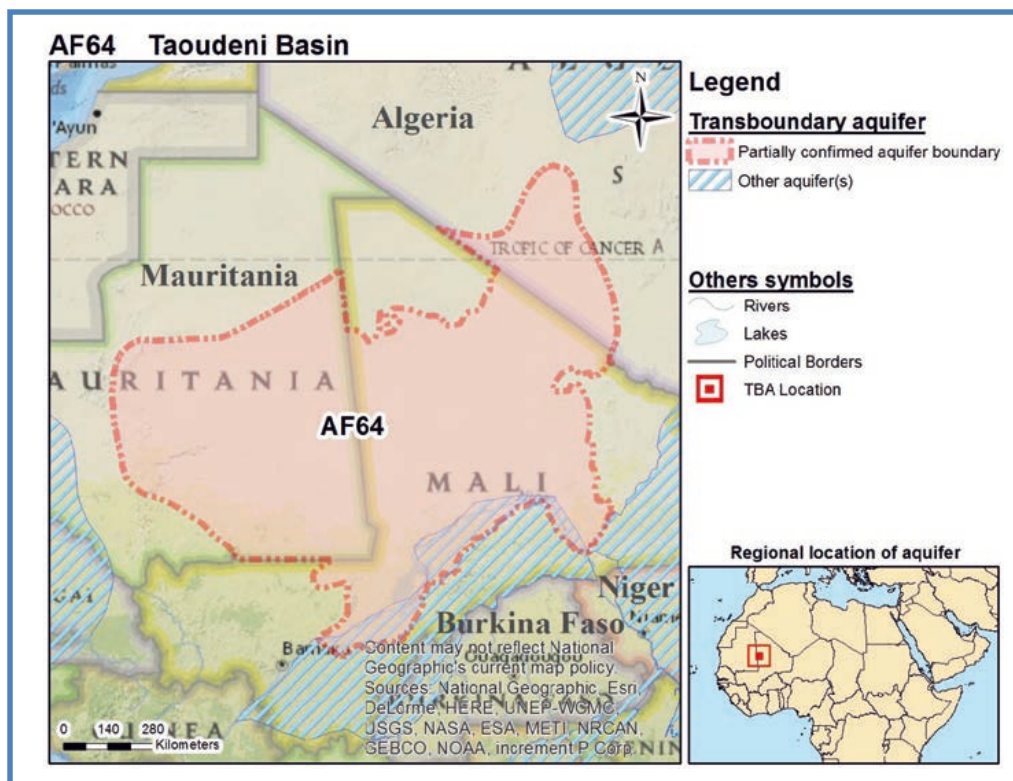 AF64 Taoudeni Basin
N
Algeria
'Ayun
TERN
ARA
OCCO
S
TROPIC OF CANCER A
Mauritania
AURITANIA
AF64
MALI
Niger
Burkina Faso
Content may not reflect National
Geographic's current map policy.
Sources: National Geographic, Esri,
DeLorme, HERE, UNEP-WCMC,
USGS, NASA, ESA, METI, NRCAN,
GEBCO, NOAA, increment P Corp.
Ouagadougou
0 140 280
Kilometers
Legend
Transboundary aquifer
Partially confirmed aquifer boundary
Other aquifer(s)
Others symbols
Rivers
Lakes
Political Borders
TBA Location
Regional location of aquifer